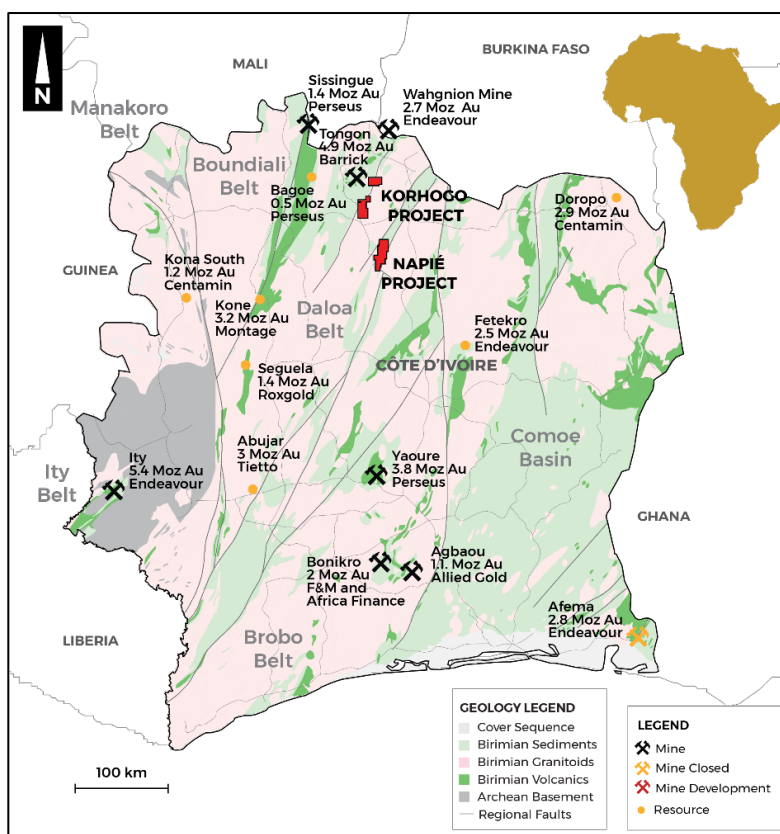 MALI
BURKINA FASO
N
Sissingue
1.4 Moz Au
Perseus
Wahgnion Mine
2.7 Moz Au
Endeavour
Manakoro
Belt
Tongon
4.9 Moz Au
Barrick
Boundiali
Belt
Bagoe
0.5 Moz Au
Perseus
KORHOGO
PROJECT
Doropo
2.9 Moz Au
Centamin
NAPIÉ
PROJECT
GUINEA
Kona South
1.2 Moz Au
Centamin
Kone
3.2 Moz Au
Montage
Daloa
Belt
Fetekro
2.5 Moz Au
Endeavour
CÔTE D'IVOIRE
Seguela
1.4 Moz Au
Roxgold
Comoe
Basin
Abujar
3 Moz Au
Tietto
Yaoure
3.8 Moz Au
Perseus
Ity
5.4 Moz Au
Endeavour
Ity
Belt
GHANA
Bonikro
2 Moz Au
F&M and
Africa Finance
Agbaou
1.1. Moz Au
Allied Gold
Afema
2.8 Moz Au
Endeavour
LIBERIA
Brobo
Belt
100 km
GEOLOGY LEGEND
Cover Sequence
Birimian Sediments
Birimian Granitoids
Birimian Volcanics
Archean Basement
Regional Faults
LEGEND
Mine
Mine Closed
Mine Development
Resource